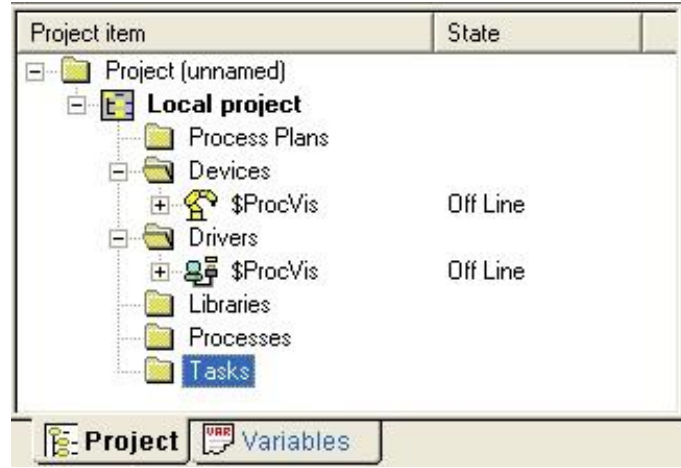 Project item State
Project (unnamed)
Local project
Process Plans
Devices
$ProcVis Off Line
Drivers
$ProcVis Off Line
Libraries
Processes
Tasks
Project VAR Variables